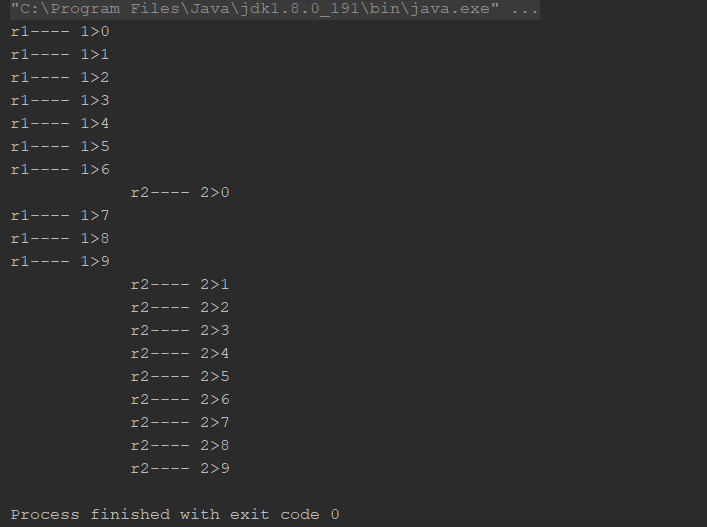 "C:\Program Files\Java\jdk1.8.0_191\bin\java.exe" ...
r1---- 1>0
r1---- 1>1
r1---- 1>2
r1---- 1>3
r1---- 1>4
r1---- 1>5
r1---- 1>6
            r2---- 2>0
r1---- 1>7
r1---- 1>8
r1---- 1>9
            r2---- 2>1
            r2---- 2>2
            r2---- 2>3
            r2---- 2>4
            r2---- 2>5
            r2---- 2>6
            r2---- 2>7
            r2---- 2>8
            r2---- 2>9
Process finished with exit code 0